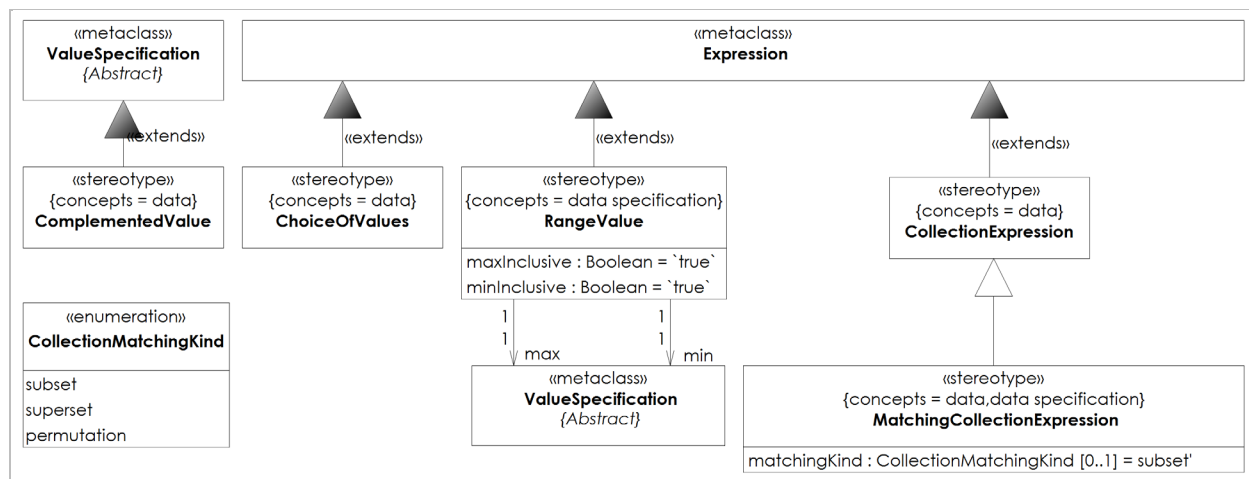 «metaclass»
ValueSpecification
{Abstract}
«metaclass»
Expression
«extends»
«extends»
«extends»
«extends»
«stereotype»
{concepts = data}
ComplementedValue
«stereotype»
{concepts = data}
ChoiceOfValues
«stereotype»
{concepts = data specification}
RangeValue
maxInclusive : Boolean = `true`
minInclusive : Boolean = `true`
«stereotype»
{concepts = data}
CollectionExpression
«enumeration»
CollectionMatchingKind
subset
superset
permutation
1
1
max
1
1
min
«metaclass»
ValueSpecification
{Abstract}
«stereotype»
{concepts = data,data specification}
MatchingCollectionExpression
matchingKind : CollectionMatchingKind [0..1] = subset'